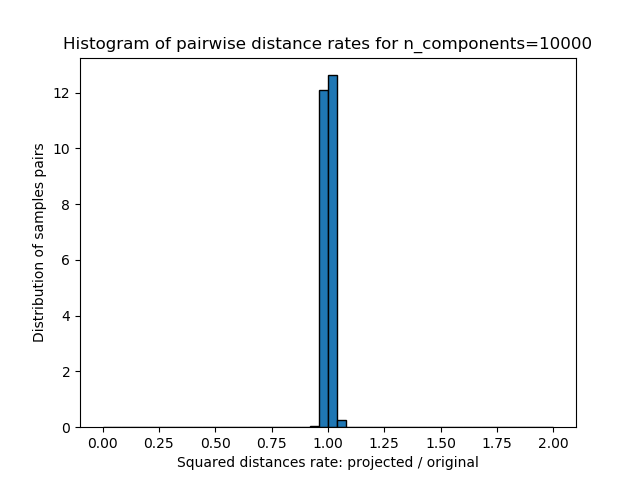 Histogram of pairwise distance rates for n_components=10000
Distribution of samples pairs
12
10
8
6
4
2
0
0.00 0.25 0.50 0.75 1.00 1.25 1.50 1.75 2.00
Squared distances rate: projected / original